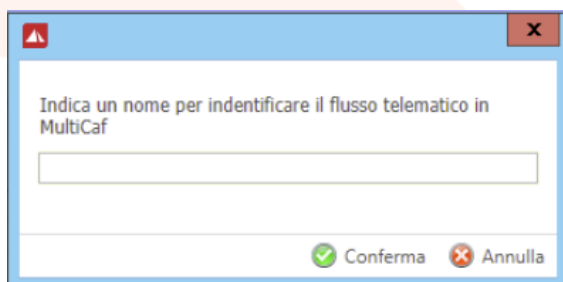 x
Indica un nome per indentificare il flusso telematico in
MultiCaf
Conferma Annulla